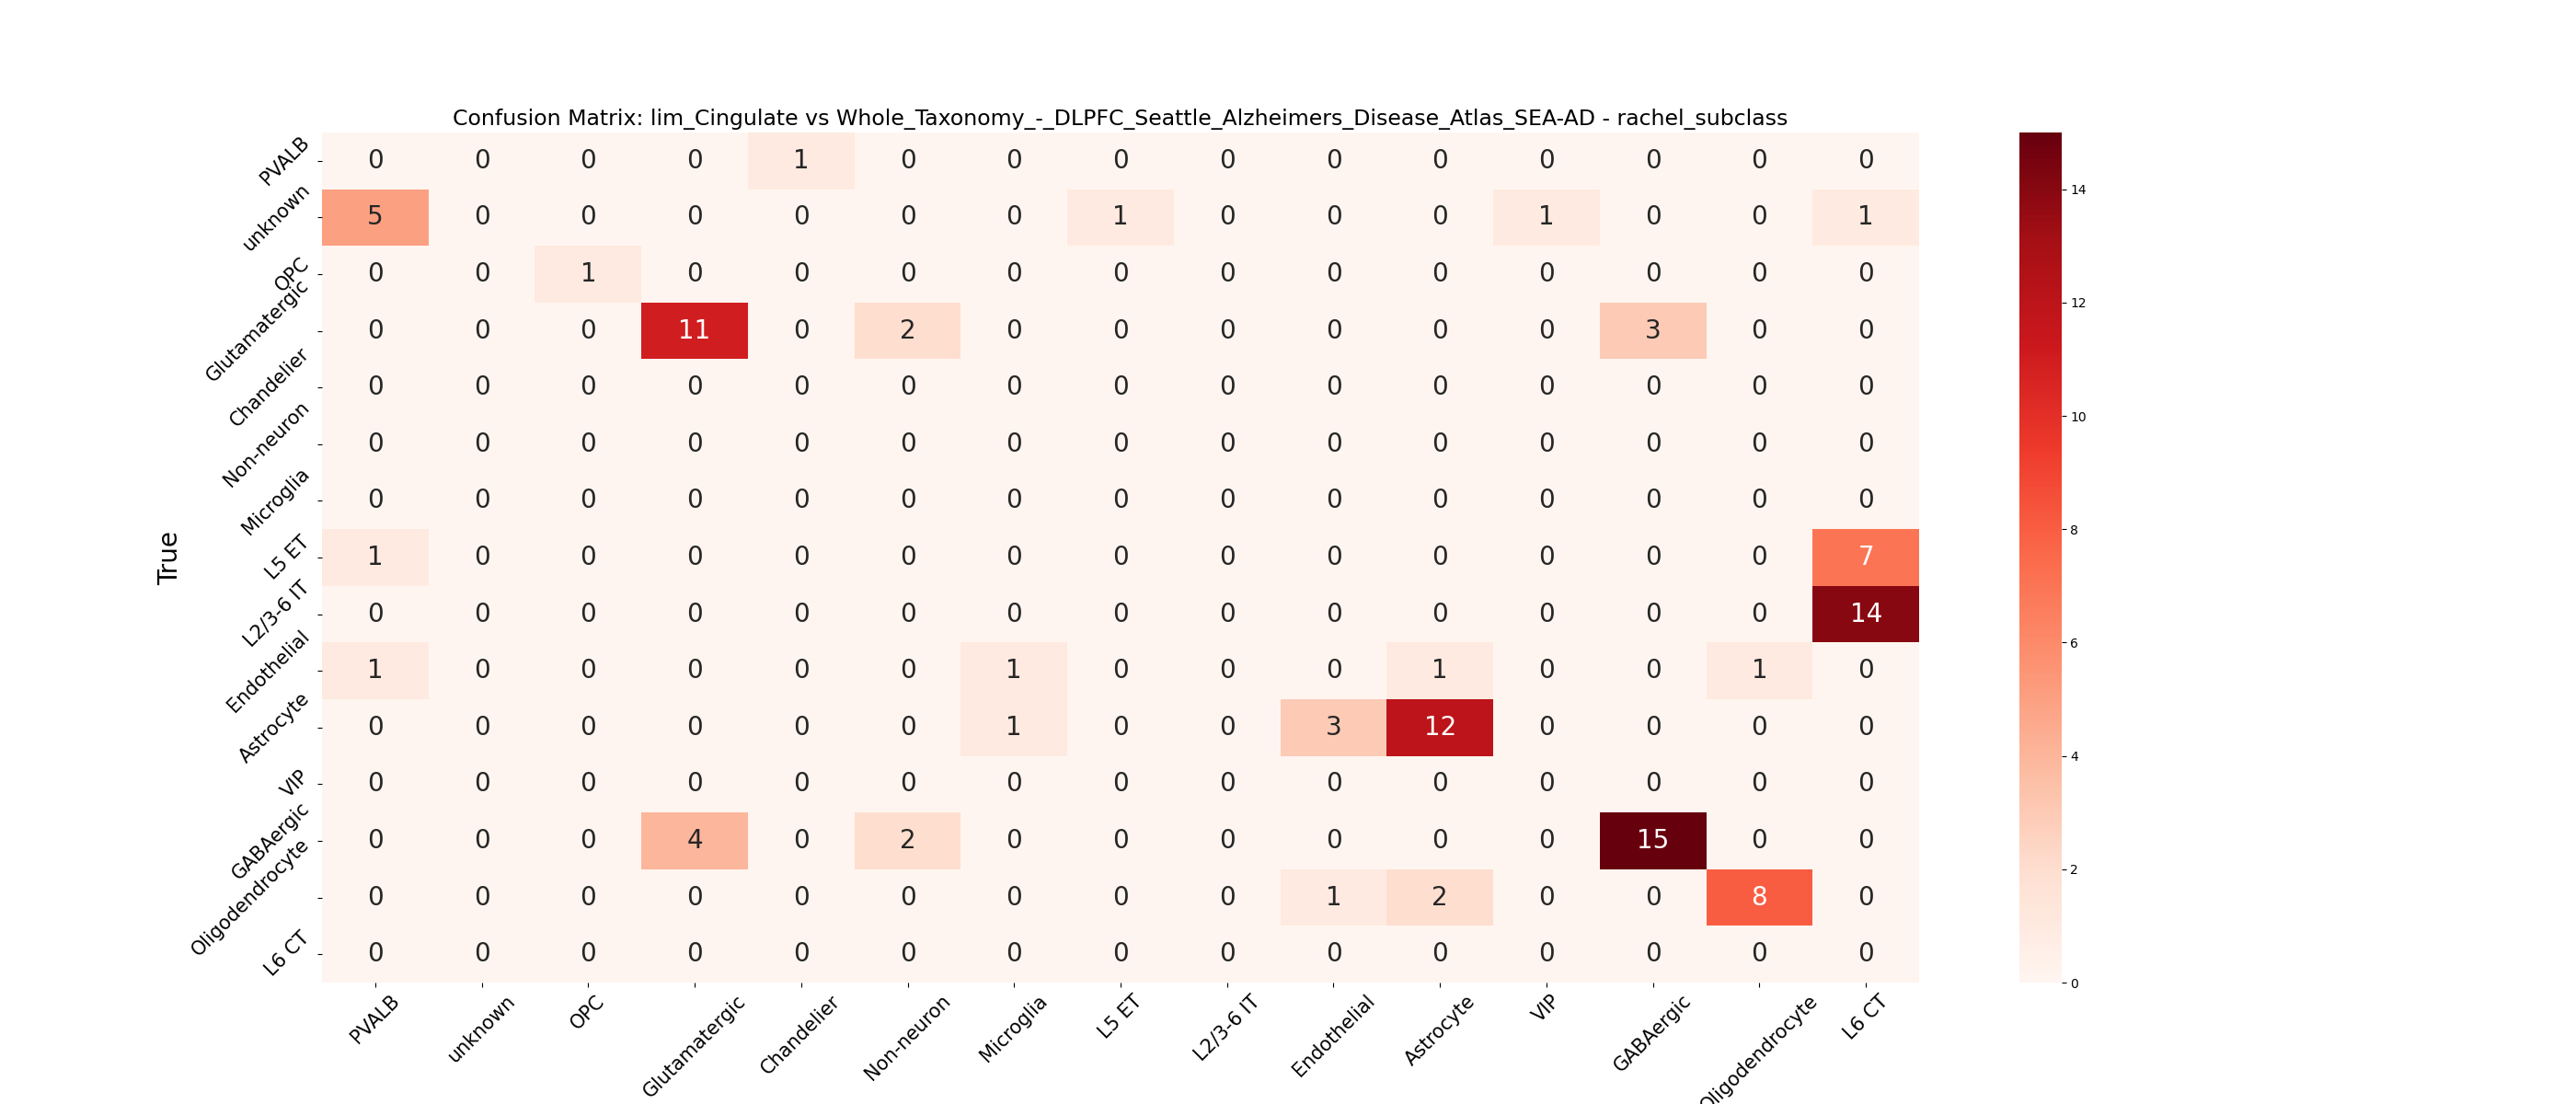 Confusion Matrix: lim_Cingulate vs Whole_Taxonomy_-_DLPFC_Seattle_Alzheimers_Disease_Atlas_SEA-AD - rachel_subclass
True
PVALB 0 0 0 0 1 0 0 0 0 0 0 0 0 0 0
unknown 5 0 0 0 0 0 0 1 0 0 0 1 0 0 1
OPC 0 0 1 0 0 0 0 0 0 0 0 0 0 0 0
Glutamatergic 0 0 0 11 0 2 0 0 0 0 0 0 3 0 0
Chandelier 0 0 0 0 0 0 0 0 0 0 0 0 0 0 0
Non-neuron 0 0 0 0 0 0 0 0 0 0 0 0 0 0 0
Microglia 0 0 0 0 0 0 0 0 0 0 0 0 0 0 0
L5 ET 1 0 0 0 0 0 0 0 0 0 0 0 0 0 7
L2/3-6 IT 0 0 0 0 0 0 0 0 0 0 0 0 0 0 14
Endothelial 1 0 0 0 0 0 1 0 0 0 1 0 0 1 0
Astrocyte 0 0 0 0 0 0 1 0 0 3 12 0 0 0 0
VIP 0 0 0 0 0 0 0 0 0 0 0 0 0 0 0
GABAergic 0 0 0 4 0 2 0 0 0 0 0 0 15 0 0
Oligodendrocyte 0 0 0 0 0 0 0 0 0 1 2 0 0 8 0
L6 CT 0 0 0 0 0 0 0 0 0 0 0 0 0 0 0
PVALB unknown OPC Glutamatergic Chandelier Non-neuron Microglia L5 ET L2/3-6 IT Endothelial Astrocyte VIP GABAergic Oligodendrocyte L6 CT
14
12
10
8
6
4
2
0